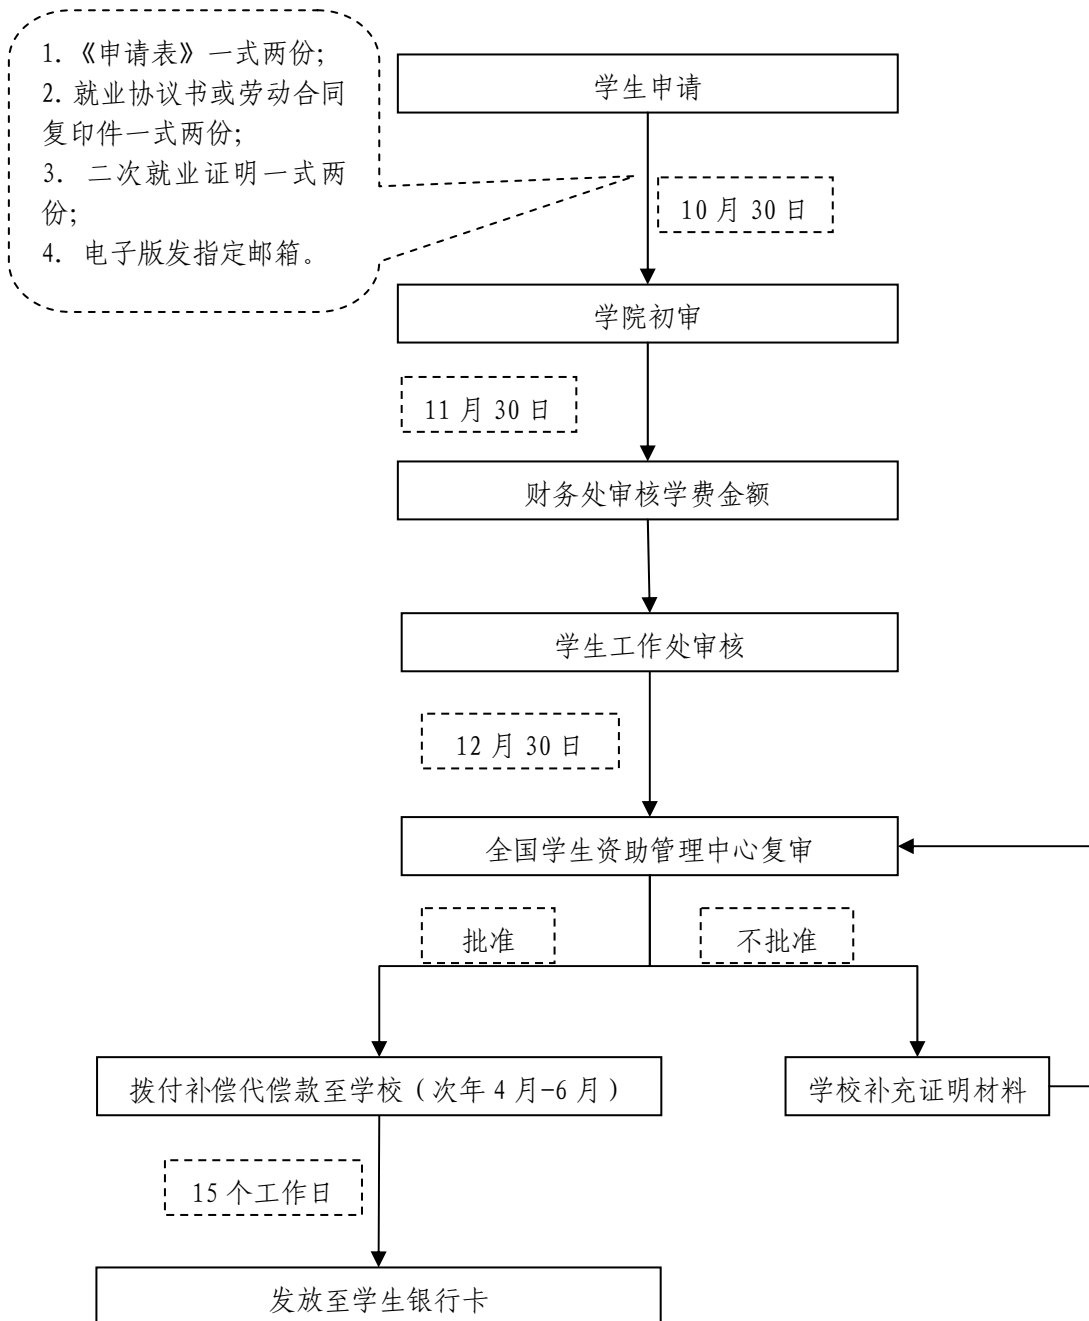 1. 《申请表》一式两份;
2. 就业协议书或劳动合同
复印件一式两份;
3. 二次就业证明一式两
份;
4. 电子版发指定邮箱。
学生申请
10 月 30 日
学院初审
11 月 30 日
财务处审核学费金额
学生工作处审核
12 月 30 日
全国学生资助管理中心复审
批准
不批准
拨付补偿代偿款至学校（次年 4 月-6 月）
学校补充证明材料
15 个工作日
发放至学生银行卡